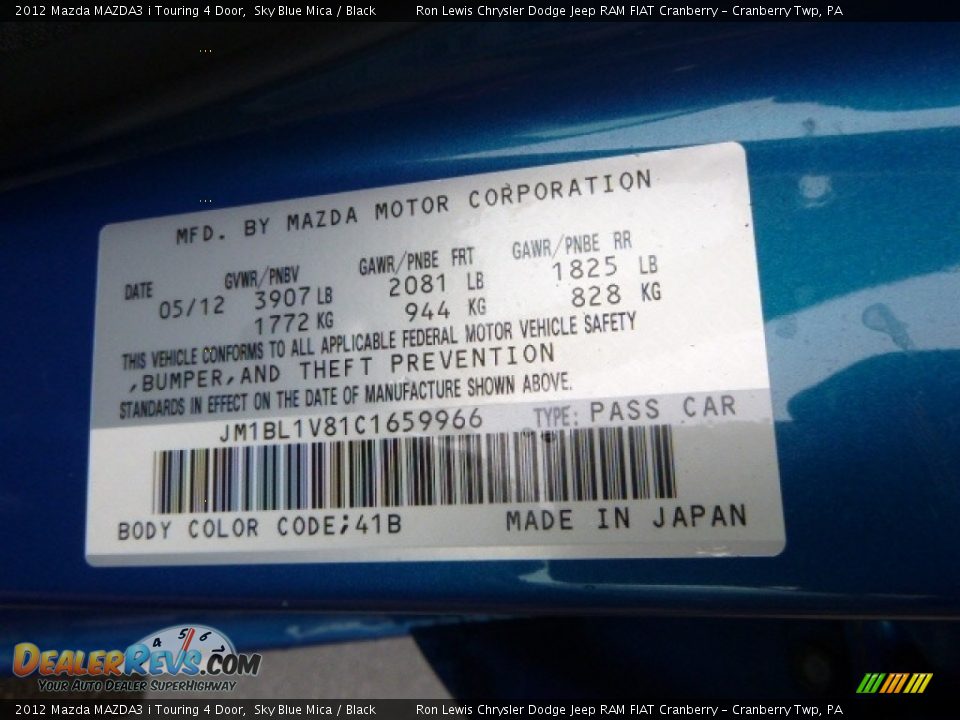 2012 Mazda MAZDA3 i Touring 4 Door, Sky Blue Mica / Black Ron Lewis Chrysler Dodge Jeep RAM FIAT Cranberry - Cranberry Twp, PA
MFD. BY MAZDA MOTOR CORPORATION
DATE GVWR/PNBV GAWR/PNBE FRT GAWR/PNBE RR
05/12 3907 LB 2081 LB 1825 LB
1772 KG 944 KG 828 KG
THIS VEHICLE CONFORMS TO ALL APPLICABLE FEDERAL MOTOR VEHICLE SAFETY
,BUMPER,AND THEFT PREVENTION
STANDARDS IN EFFECT ON THE DATE OF MANUFACTURE SHOWN ABOVE.
JM1BL1V81C1659966 TYPE: PASS CAR
BODY COLOR CODE;41B MADE IN JAPAN
4 5 6 7
DEALERREVS.COM
YOUR AUTO DEALER SUPERHIGHWAY
2012 Mazda MAZDA3 i Touring 4 Door, Sky Blue Mica / Black Ron Lewis Chrysler Dodge Jeep RAM FIAT Cranberry - Cranberry Twp, PA